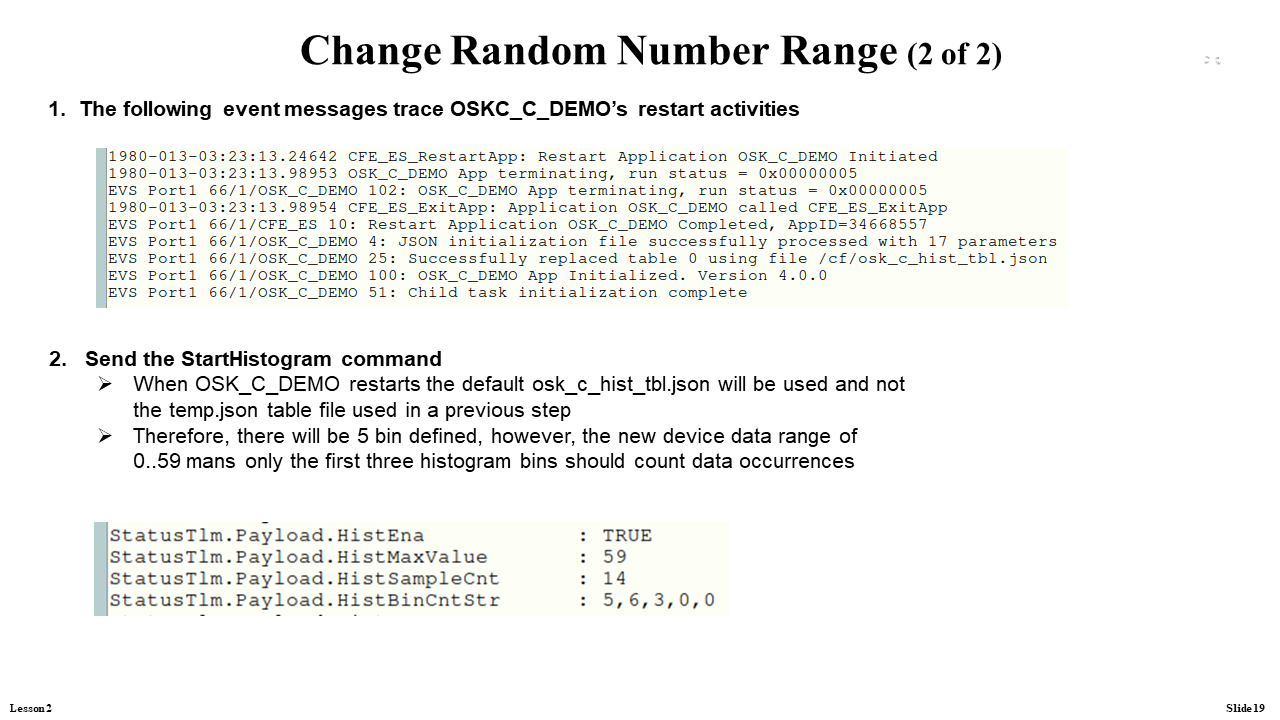 Change Random Number Range (2 of 2)
1. The following event messages trace OSKC_C_DEMO’s restart activities
1980-013-03:23:13.24642 CFE_ES_RestartApp: Restart Application OSK_C_DEMO Initiated
1980-013-03:23:13.98953 OSK_C_DEMO App terminating, run status = 0x00000005
EVS Port1 66/1/OSK_C_DEMO 102: OSK_C_DEMO App terminating, run status = 0x00000005
1980-013-03:23:13.98954 CFE_ES_ExitApp: Application OSK_C_DEMO called CFE_ES_ExitApp
EVS Port1 66/1/CFE_ES 10: Restart Application OSK_C_DEMO Completed, AppID=34668557
EVS Port1 66/1/OSK_C_DEMO 4: JSON initialization file successfully processed with 17 parameters
EVS Port1 66/1/OSK_C_DEMO 25: Successfully replaced table 0 using file /cf/osk_c_hist_tbl.json
EVS Port1 66/1/OSK_C_DEMO 100: OSK_C_DEMO App Initialized. Version 4.0.0
EVS Port1 66/1/OSK_C_DEMO 51: Child task initialization complete
2. Send the StartHistogram command
➢ When OSK_C_DEMO restarts the default osk_c_hist_tbl.json will be used and not
the temp.json table file used in a previous step
➢ Therefore, there will be 5 bin defined, however, the new device data range of
0..59 mans only the first three histogram bins should count data occurrences
StatusTlm.Payload.HistEna : TRUE
StatusTlm.Payload.HistMaxValue : 59
StatusTlm.Payload.HistSampleCnt : 14
StatusTlm.Payload.HistBinCntStr : 5,6,3,0,0
Lesson 2
Slide 19